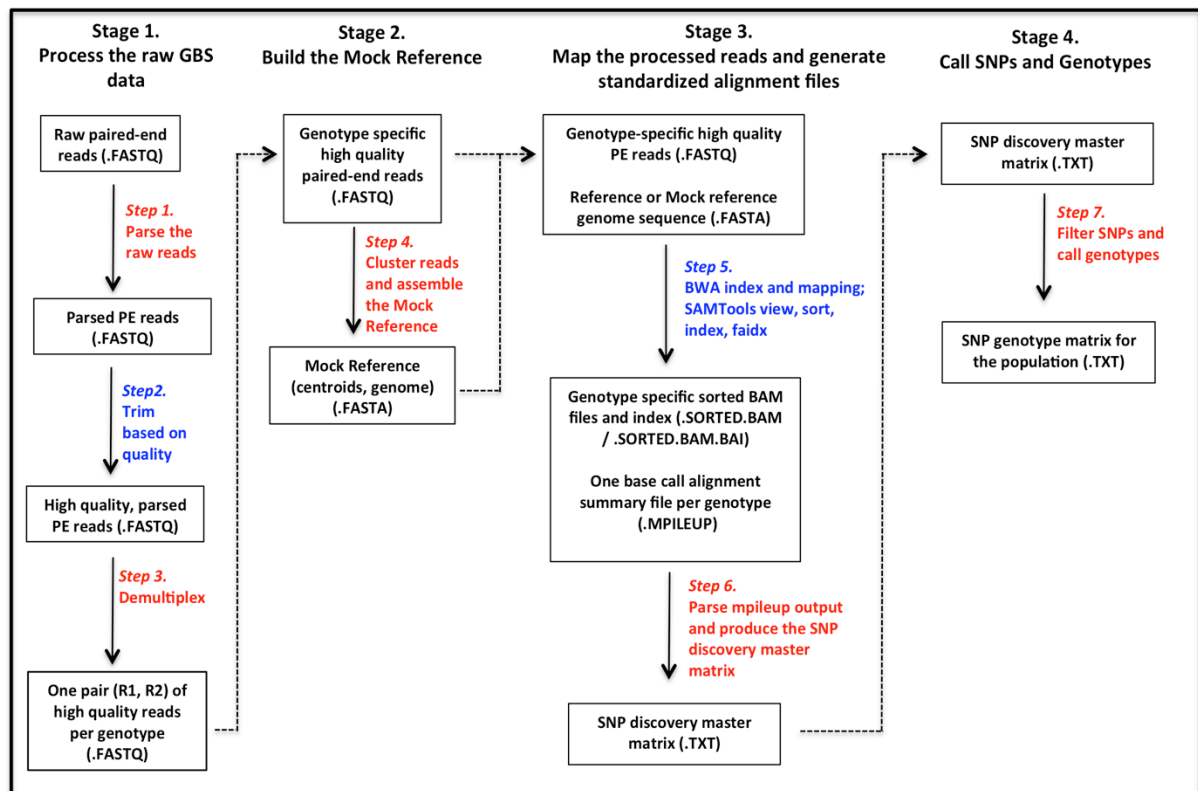 Stage 1.
Process the raw GBS
data
Raw paired-end
reads (.FASTQ)
Step 1.
Parse the
raw reads
Parsed PE reads
(.FASTQ)
Step2.
Trim
based on
quality
High quality, parsed
PE reads (.FASTQ)
Step 3.
Demultiplex
One pair (R1, R2) of
high quality reads
per genotype
(.FASTQ)
Stage 2.
Build the Mock Reference
Genotype specific
high quality
paired-end reads
(.FASTQ)
Step 4.
Cluster reads
and assemble
the Mock
Reference
Mock Reference
(centroids, genome)
(.FASTA)
Stage 3.
Map the processed reads and generate
standardized alignment files
Genotype-specific high quality
PE reads (.FASTQ)
Reference or Mock reference
genome sequence (.FASTA)
Step 5.
BWA index and mapping;
SAMTools view, sort,
index, faidx
Genotype specific sorted BAM
files and index (.SORTED.BAM
/ .SORTED.BAM.BAI)
One base call alignment
summary file per genotype
(.MPILEUP)
Step 6.
Parse mpileup output
and produce the SNP
discovery master
matrix
SNP discovery master
matrix (.TXT)
Stage 4.
Call SNPs and Genotypes
SNP discovery master
matrix (.TXT)
Step 7.
Filter SNPs and
call genotypes
SNP genotype matrix for
the population (.TXT)